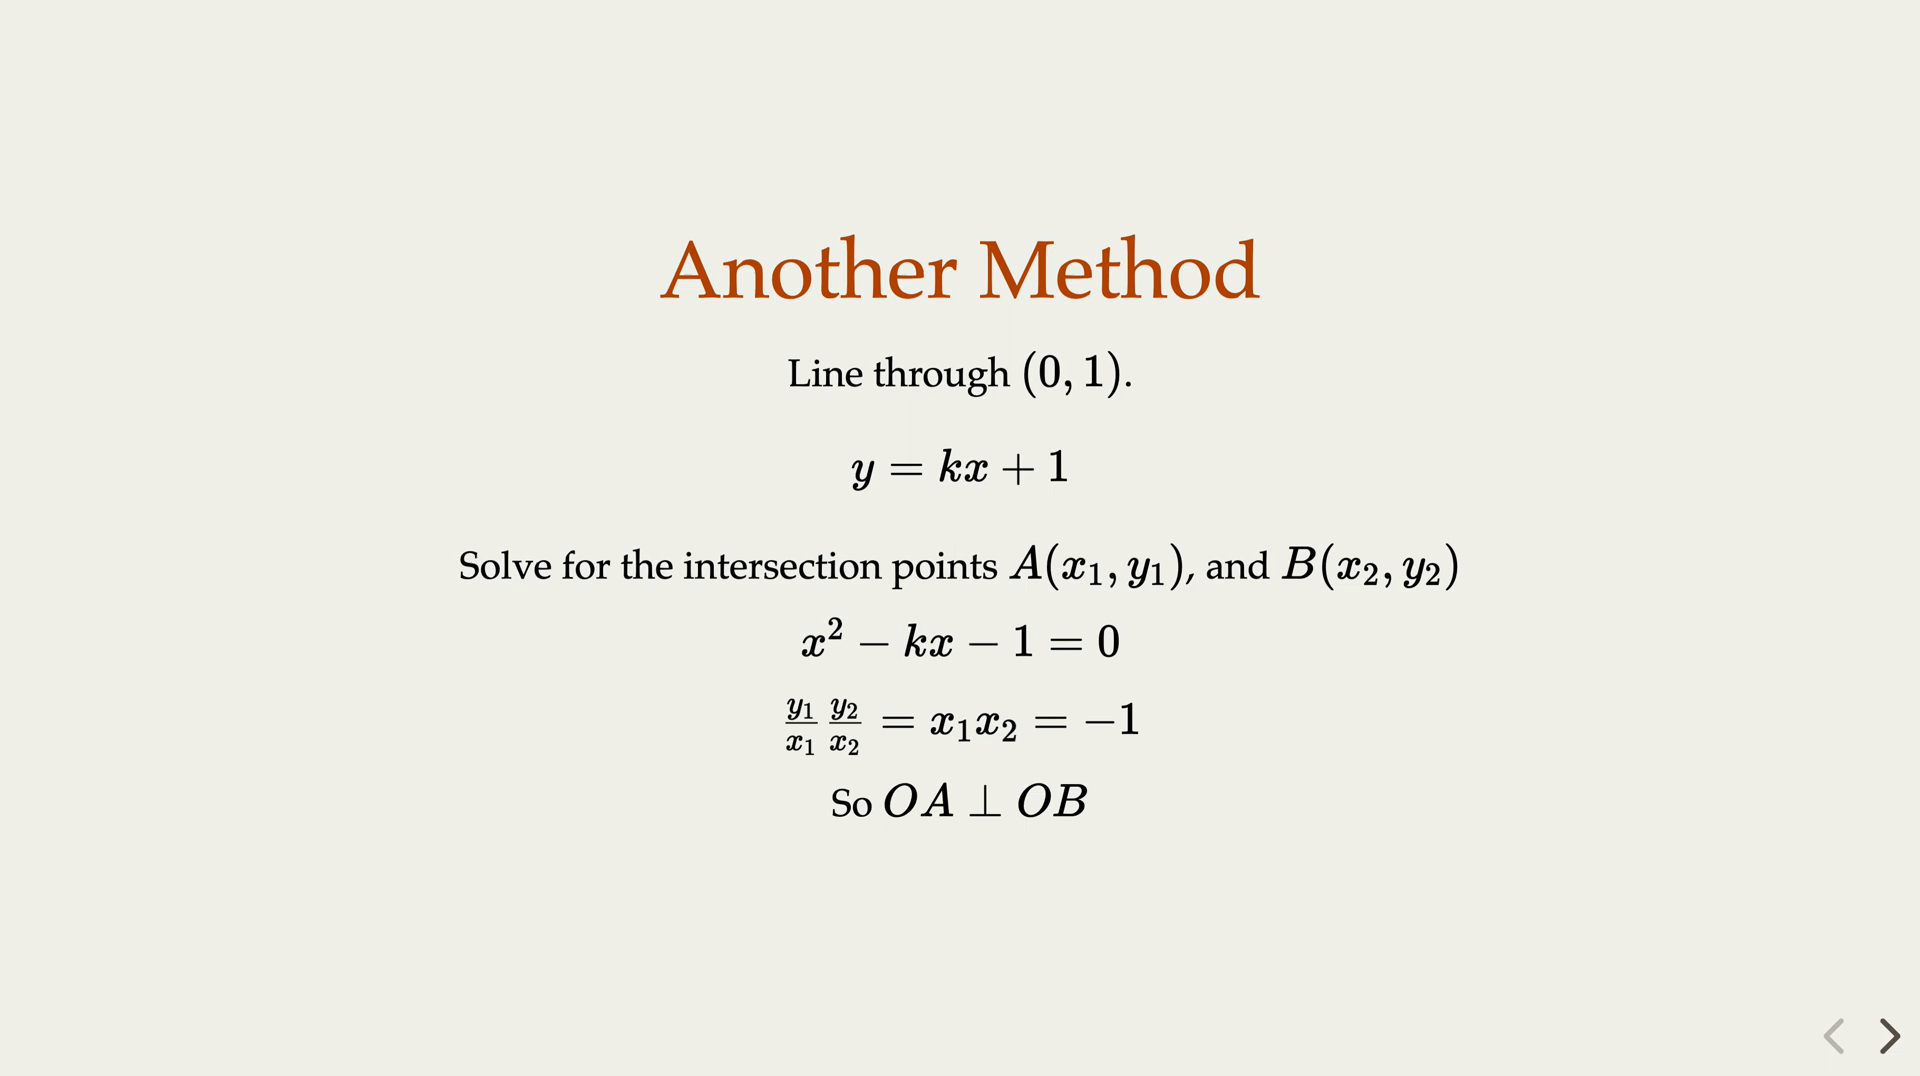 Another Method
Line through (0, 1).
y = kx + 1
Solve for the intersection points A(x₁, y₁), and B(x₂, y₂)
x² − kx − 1 = 0
y₁/x₁ y₂/x₂ = x₁x₂ = −1
So OA ⊥ OB